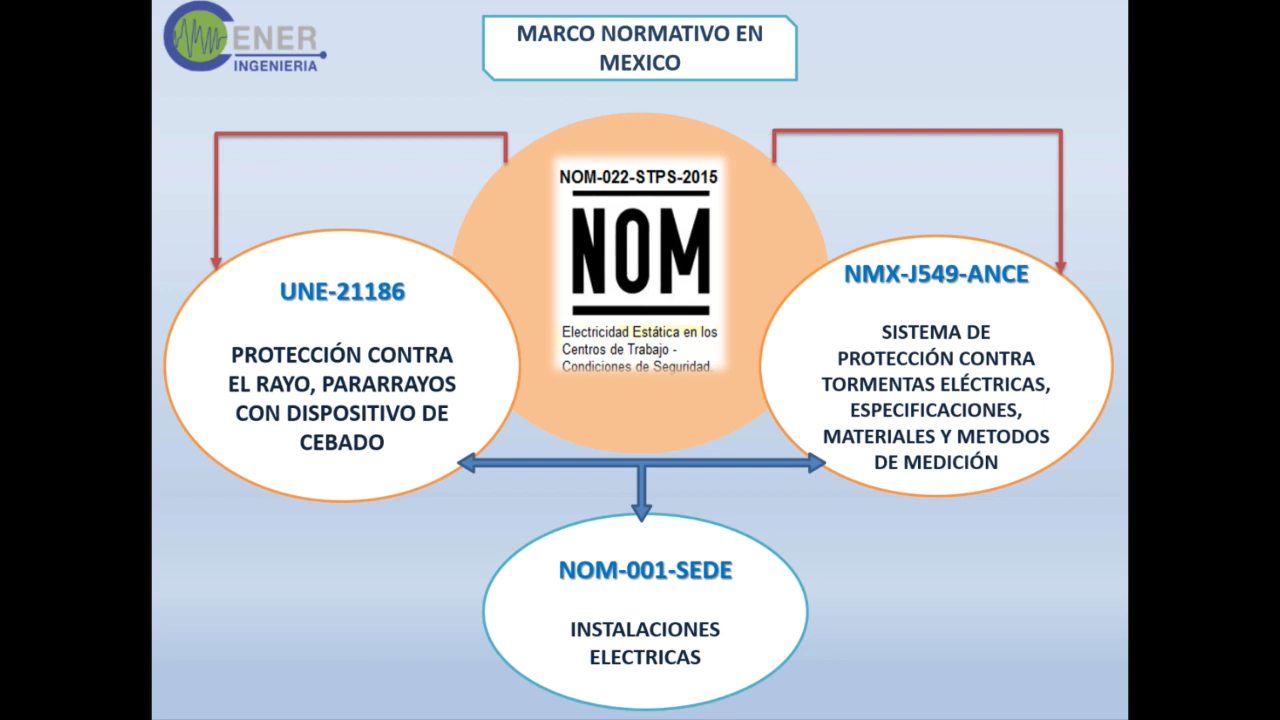 ENER
INGENIERIA
MARCO NORMATIVO EN
MEXICO
NOM-022-STPS-2015
NOM
Electricidad Estática en los
Centros de Trabajo -
Condiciones de Seguridad.
UNE-21186
PROTECCIÓN CONTRA
EL RAYO, PARARRAYOS
CON DISPOSITIVO DE
CEBADO
NMX-J549-ANCE
SISTEMA DE
PROTECCIÓN CONTRA
TORMENTAS ELÉCTRICAS,
ESPECIFICACIONES,
MATERIALES Y METODOS
DE MEDICIÓN
NOM-001-SEDE
INSTALACIONES
ELECTRICAS